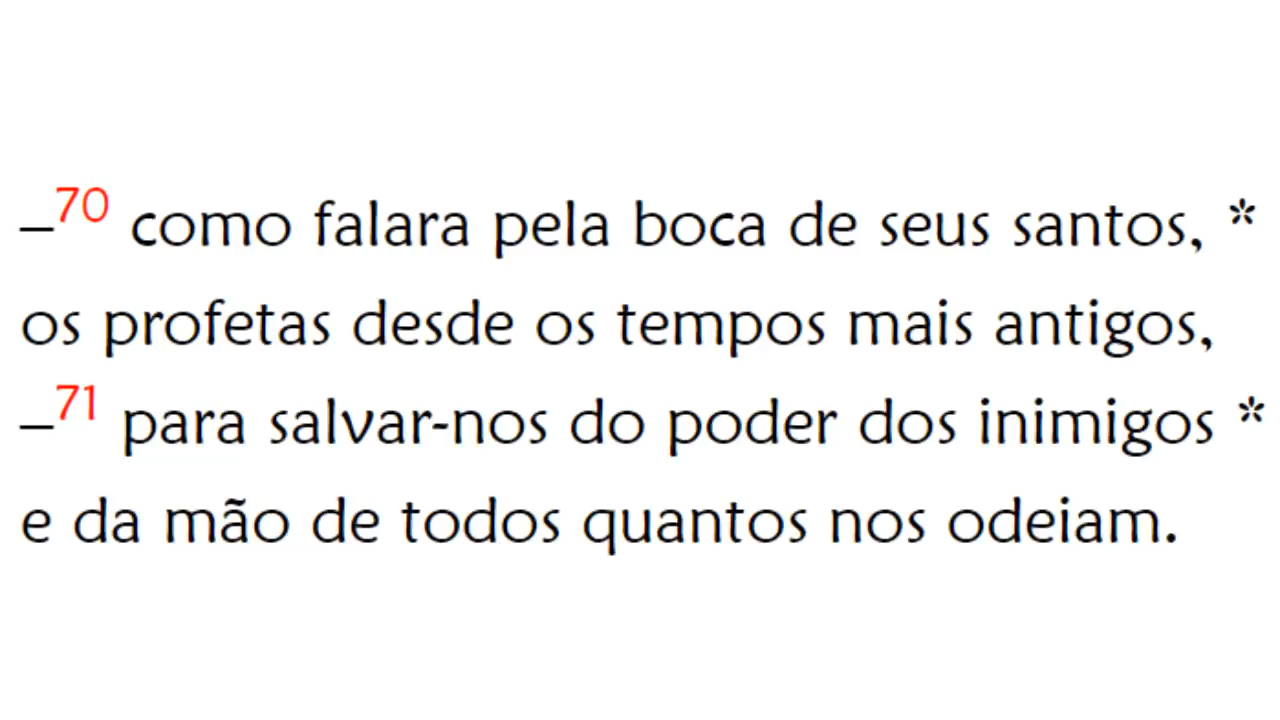 –70 como falara pela boca de seus santos, *
os profetas desde os tempos mais antigos,
–71 para salvar-nos do poder dos inimigos *
e da mão de todos quantos nos odeiam.